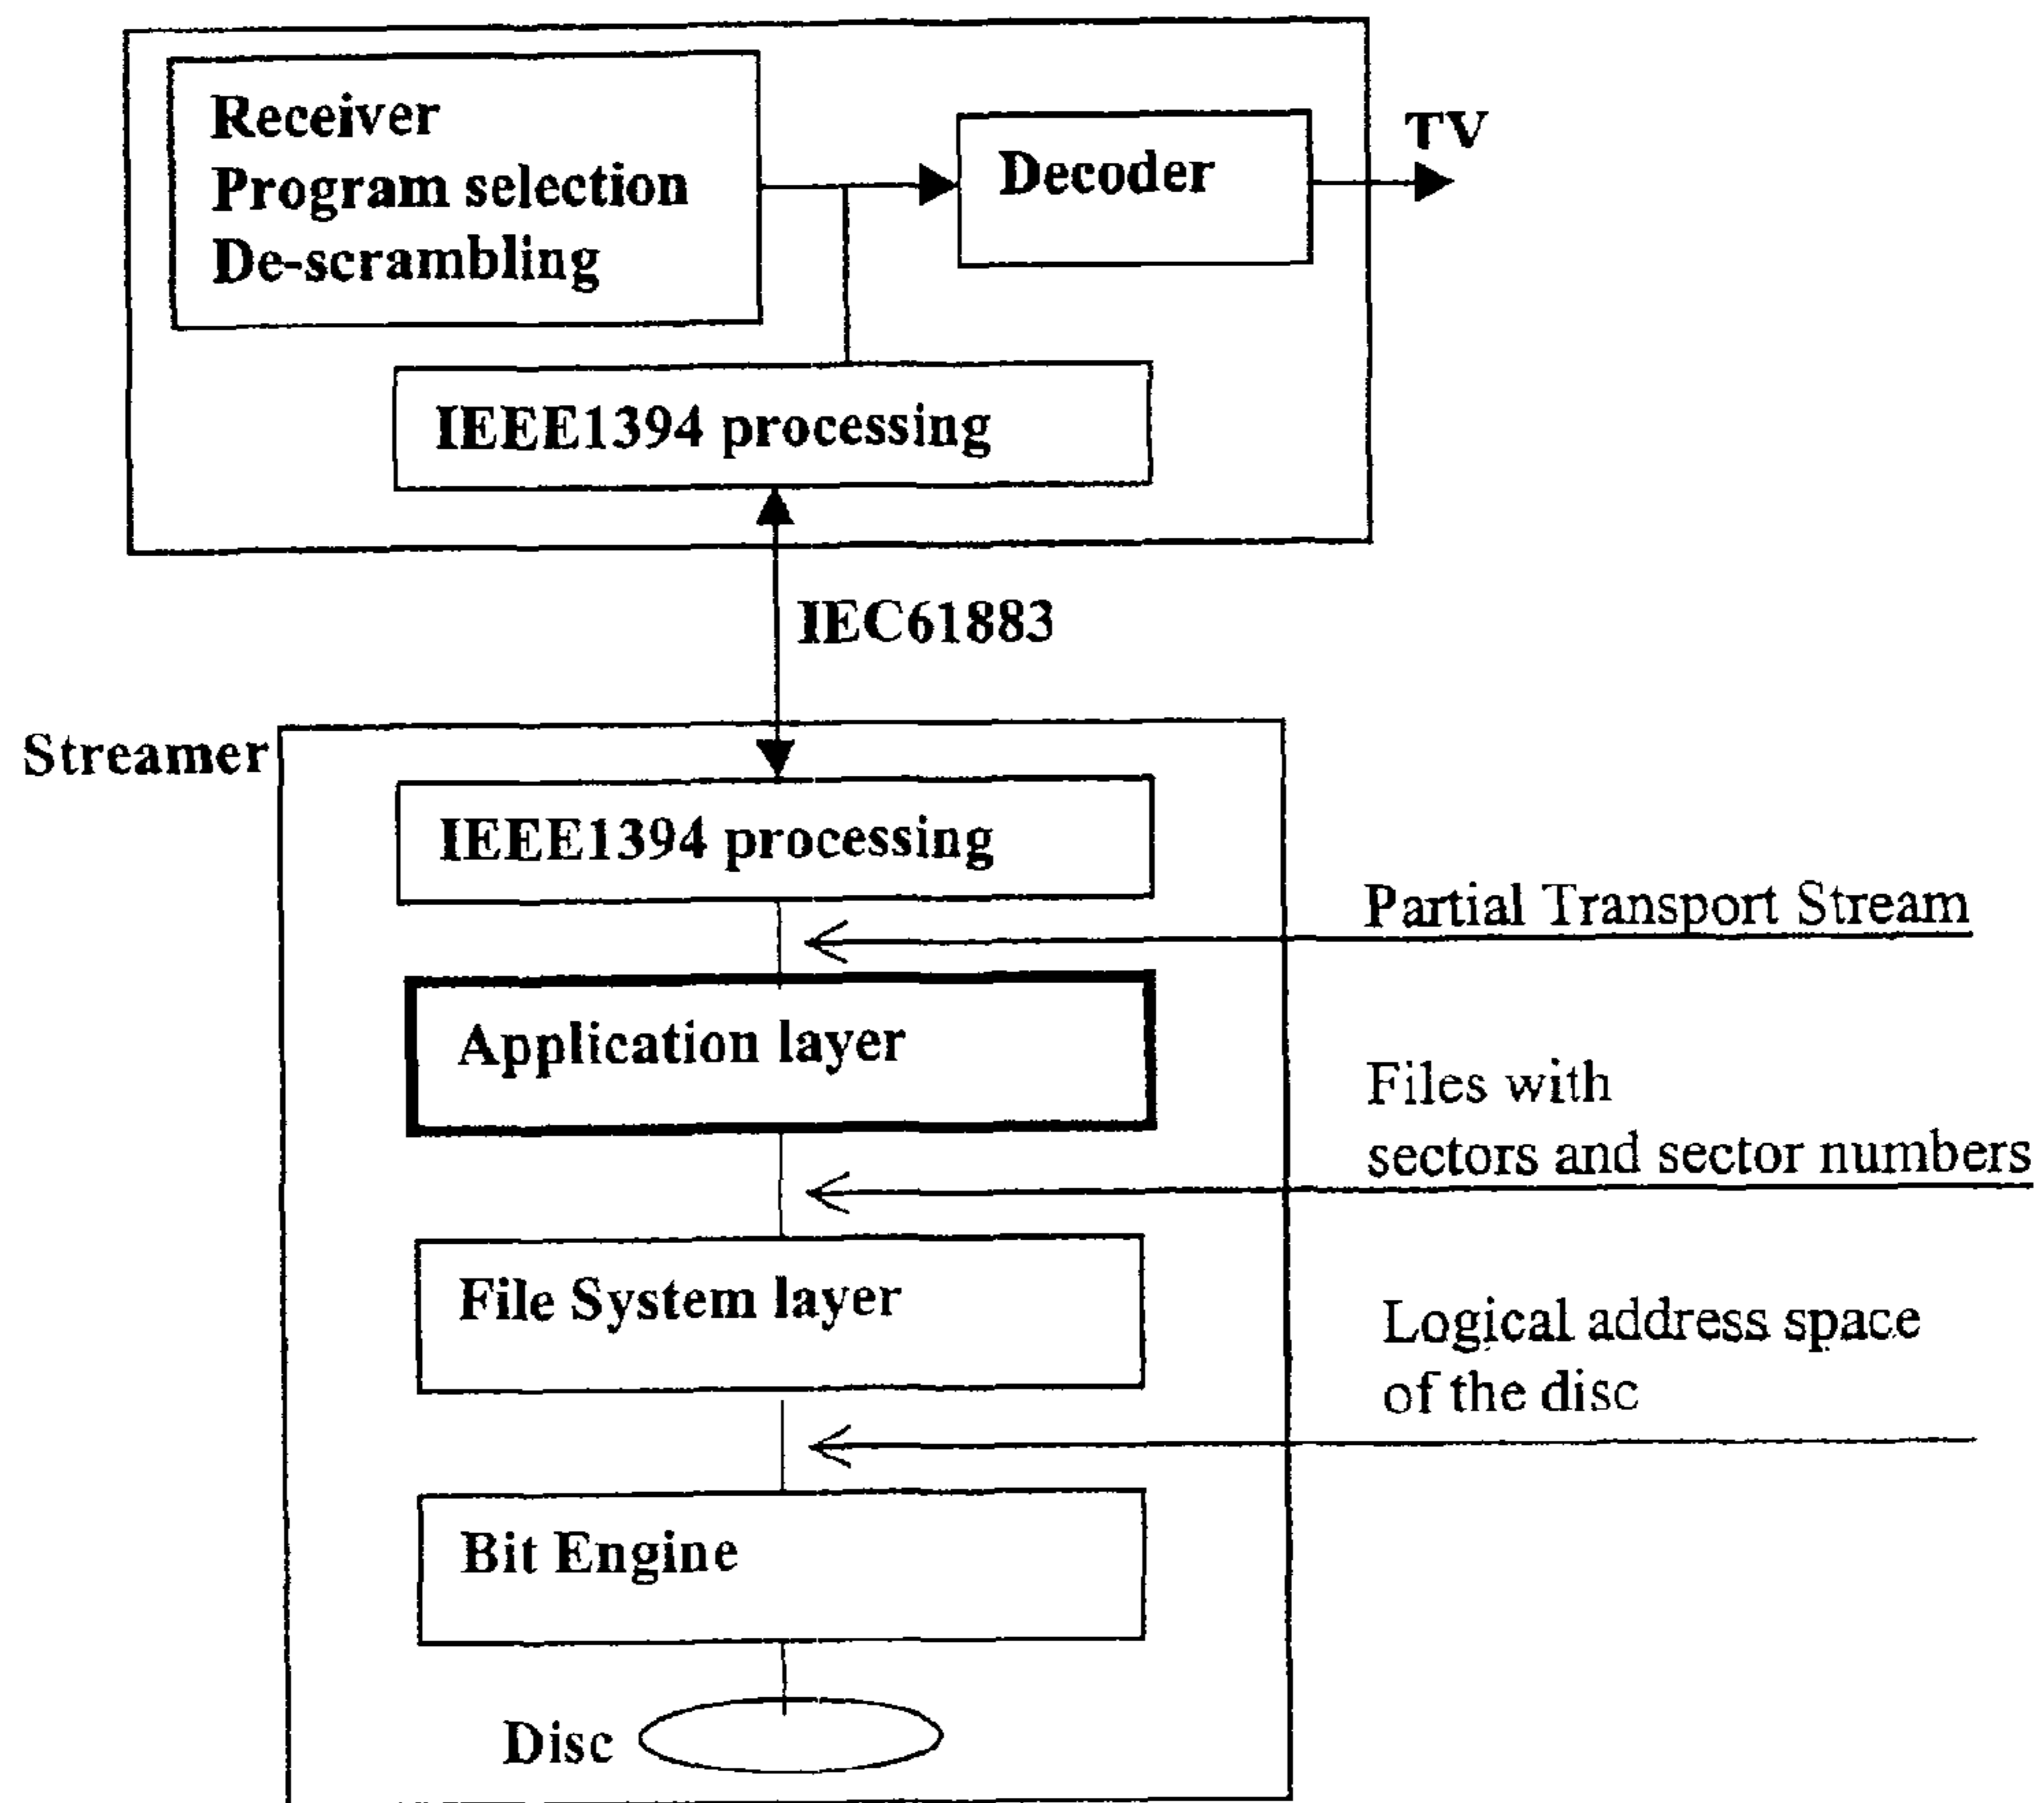 Receiver
Program selection
De-scrambling
Decoder
TV
IEEE1394 processing
IEC61883
Streamer
IEEE1394 processing
Partial Transport Stream
Application layer
Files with
sectors and sector numbers
File System layer
Logical address space
of the disc
Bit Engine
Disc